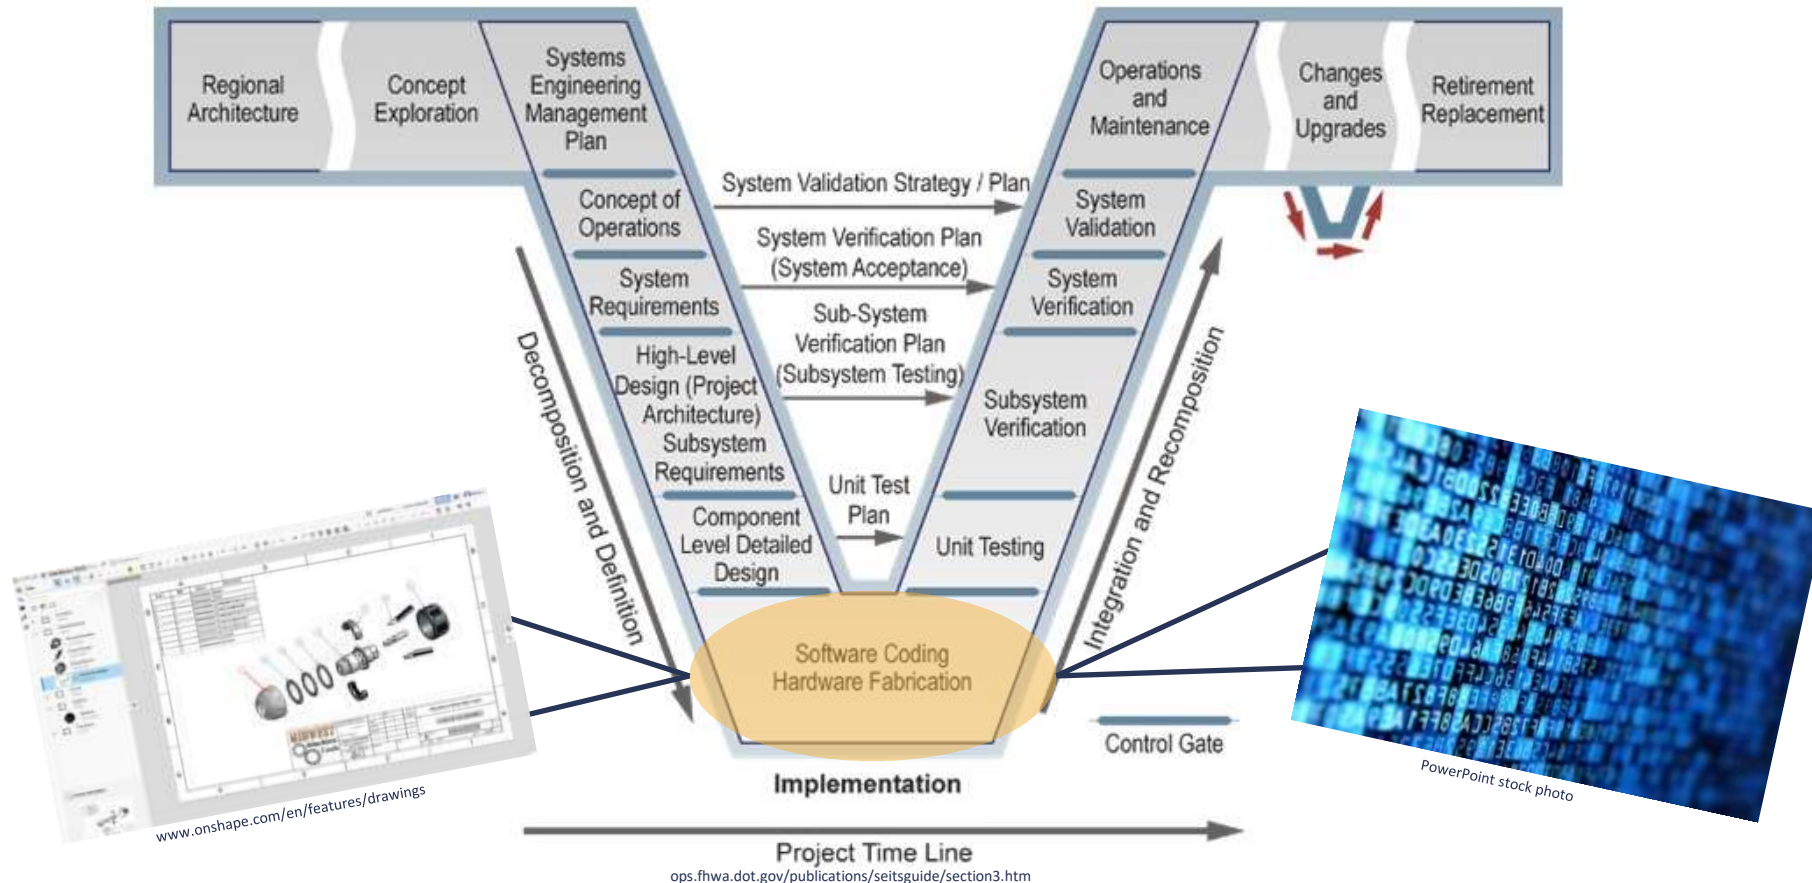 Regional
Architecture
Concept
Exploration
Systems
Engineering
Management
Plan
Operations
and
Maintenance
Changes
and
Upgrades
Retirement
Replacement
System Validation Strategy / Plan
Concept of
Operations
System
Validation
System Verification Plan
(System Acceptance)
System
Requirements
System
Verification
Sub-System
Verification Plan
(Subsystem Testing)
High-Level
Design (Project
Architecture)
Subsystem
Requirements
Subsystem
Verification
Unit Test
Plan
Component
Level Detailed
Design
Unit Testing
Decomposition and Definition
Integration and Recomposition
Software Coding
Hardware Fabrication
Control Gate
Implementation
www.onshape.com/en/features/drawings
PowerPoint stock photo
Project Time Line
ops.fhwa.dot.gov/publications/seitsguide/section3.htm